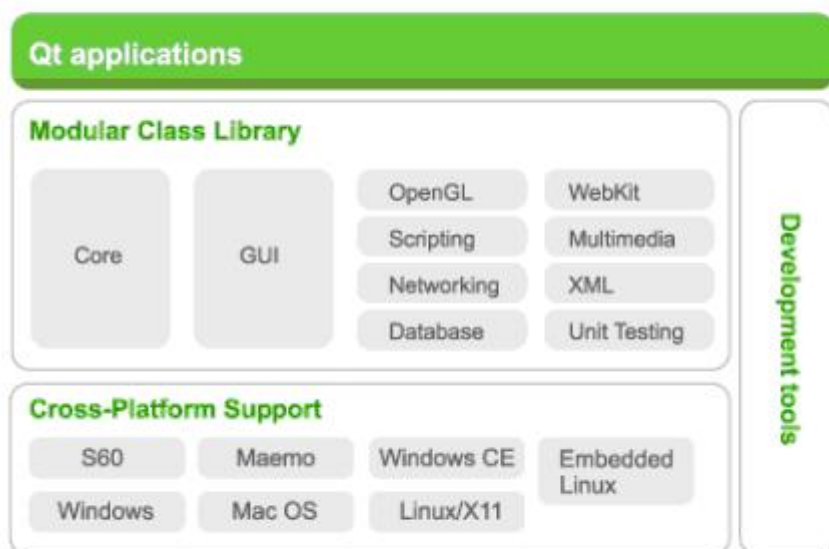 Qt applications
Modular Class Library
Core
GUI
OpenGL
WebKit
Scripting
Multimedia
Networking
XML
Database
Unit Testing
Development tools
Cross-Platform Support
S60
Maemo
Windows CE
Embedded
Linux
Windows
Mac OS
Linux/X11